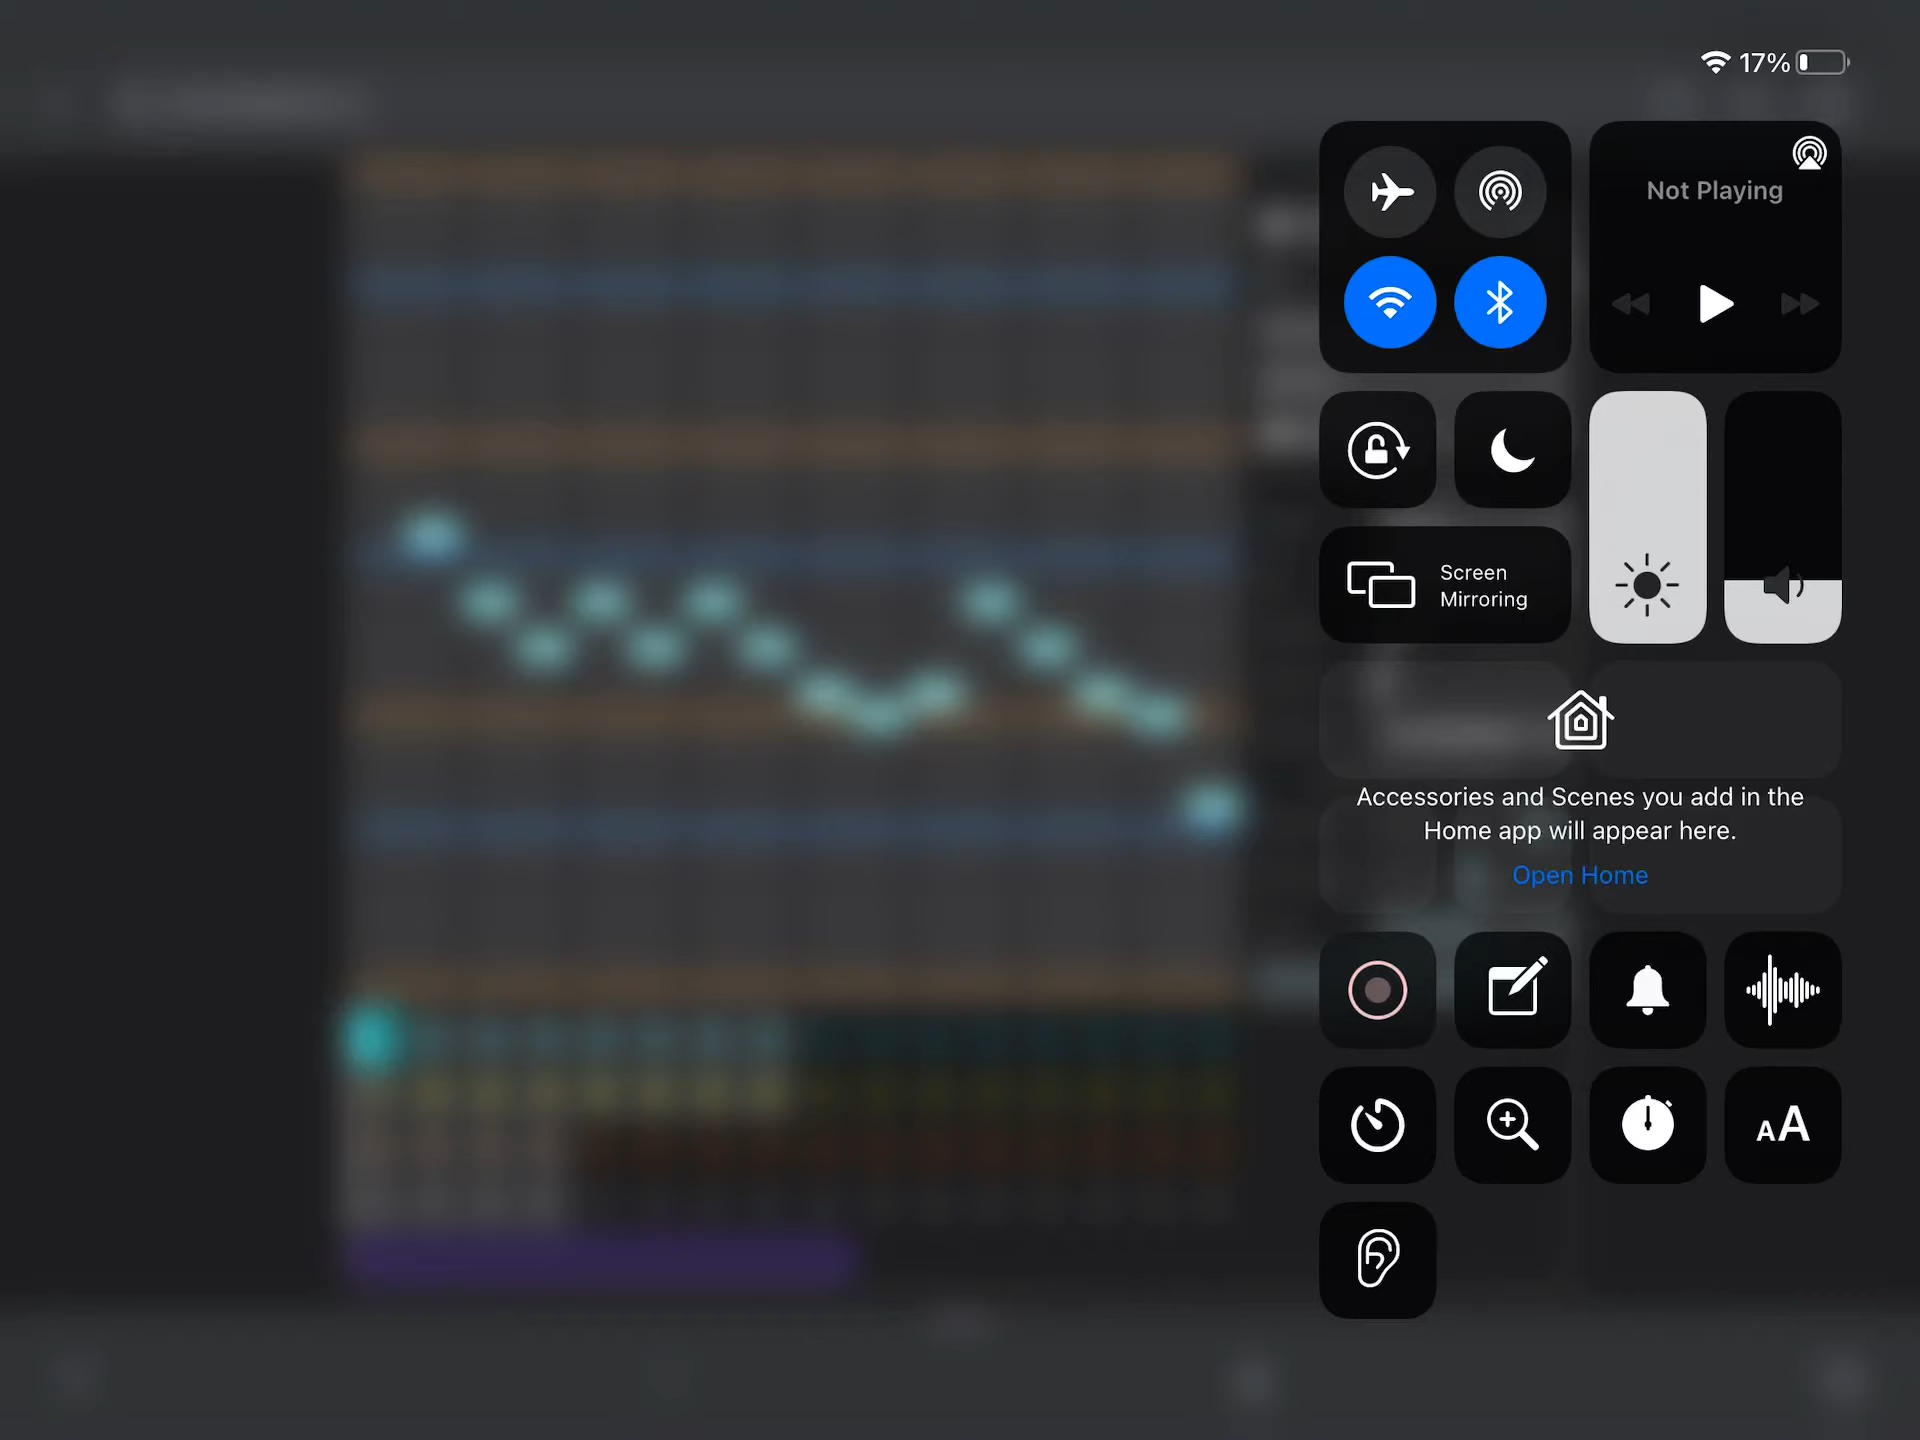 17%
Not Playing
Screen
Mirroring
Accessories and Scenes you add in the
Home app will appear here.
Open Home
AA